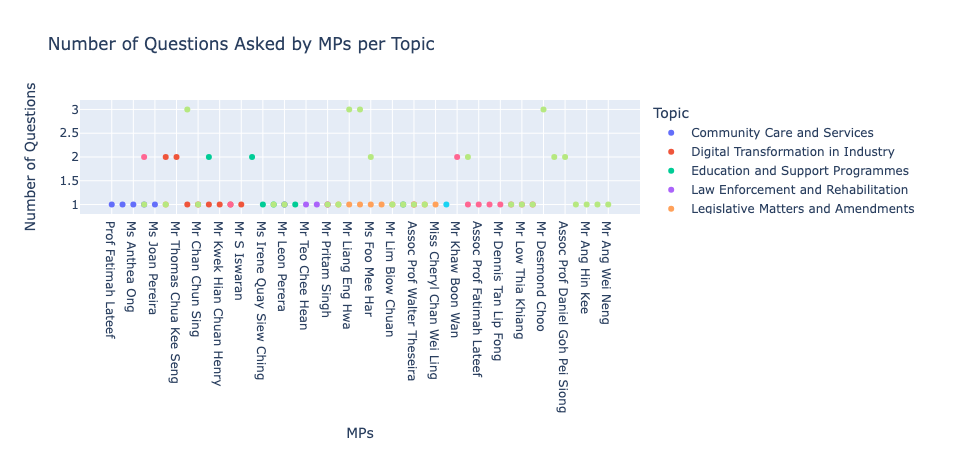 Number of Questions Asked by MPs per Topic
Number of Questions
3
2.5
2
1.5
1
Prof Fatimah Lateef
Ms Anthea Ong
Ms Joan Pereira
Mr Thomas Chua Kee Seng
Mr Chan Chun Sing
Mr Kwek Hian Chuan Henry
Mr S Iswaran
Ms Irene Quay Siew Ching
Mr Leon Perera
Mr Teo Chee Hean
Mr Pritam Singh
Mr Liang Eng Hwa
Ms Foo Mee Har
Mr Lim Biow Chuan
Assoc Prof Walter Theseira
Miss Cheryl Chan Wei Ling
Mr Khaw Boon Wan
Assoc Prof Fatimah Lateef
Mr Dennis Tan Lip Fong
Mr Low Thia Khiang
Mr Desmond Choo
Assoc Prof Daniel Goh Pei Siong
Mr Ang Hin Kee
Mr Ang Wei Neng
MPs
Topic
Community Care and Services
Digital Transformation in Industry
Education and Support Programmes
Law Enforcement and Rehabilitation
Legislative Matters and Amendments